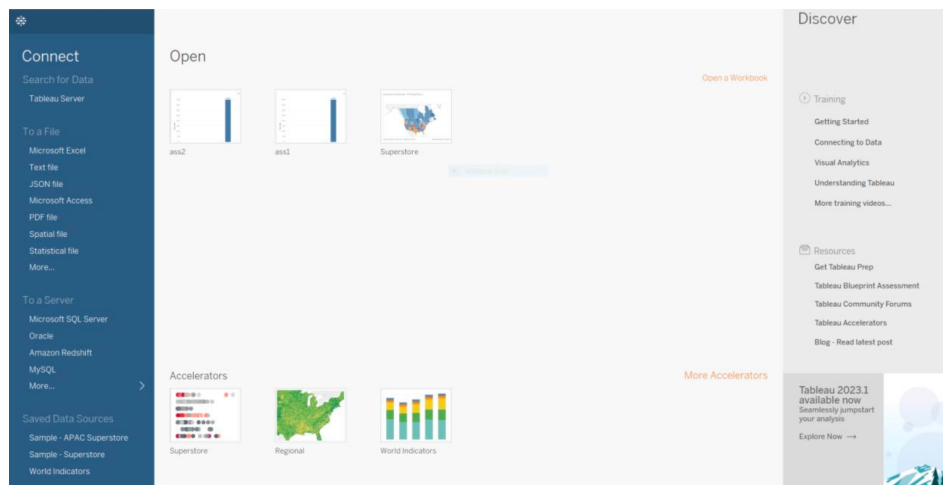 Connect
Search for Data
Tableau Server
To a File
Microsoft Excel
Text file
JSON file
Microsoft Access
PDF file
Spatial file
Statistical file
More...
To a Server
Microsoft SQL Server
Oracle
Amazon Redshift
MySQL
More...
Saved Data Sources
Sample - APAC Superstore
Sample - Superstore
World Indicators
Open
Open a Workbook
ass2
ass1
Superstore
Accelerators
More Accelerators
Superstore
Regional
World Indicators
Discover
Training
Getting Started
Connecting to Data
Visual Analytics
Understanding Tableau
More training videos...
Resources
Get Tableau Prep
Tableau Blueprint Assessment
Tableau Community Forums
Tableau Accelerators
Blog - Read latest post
Tableau 2023.1
available now
Seamlessly jumpstart
your analysis
Explore Now →